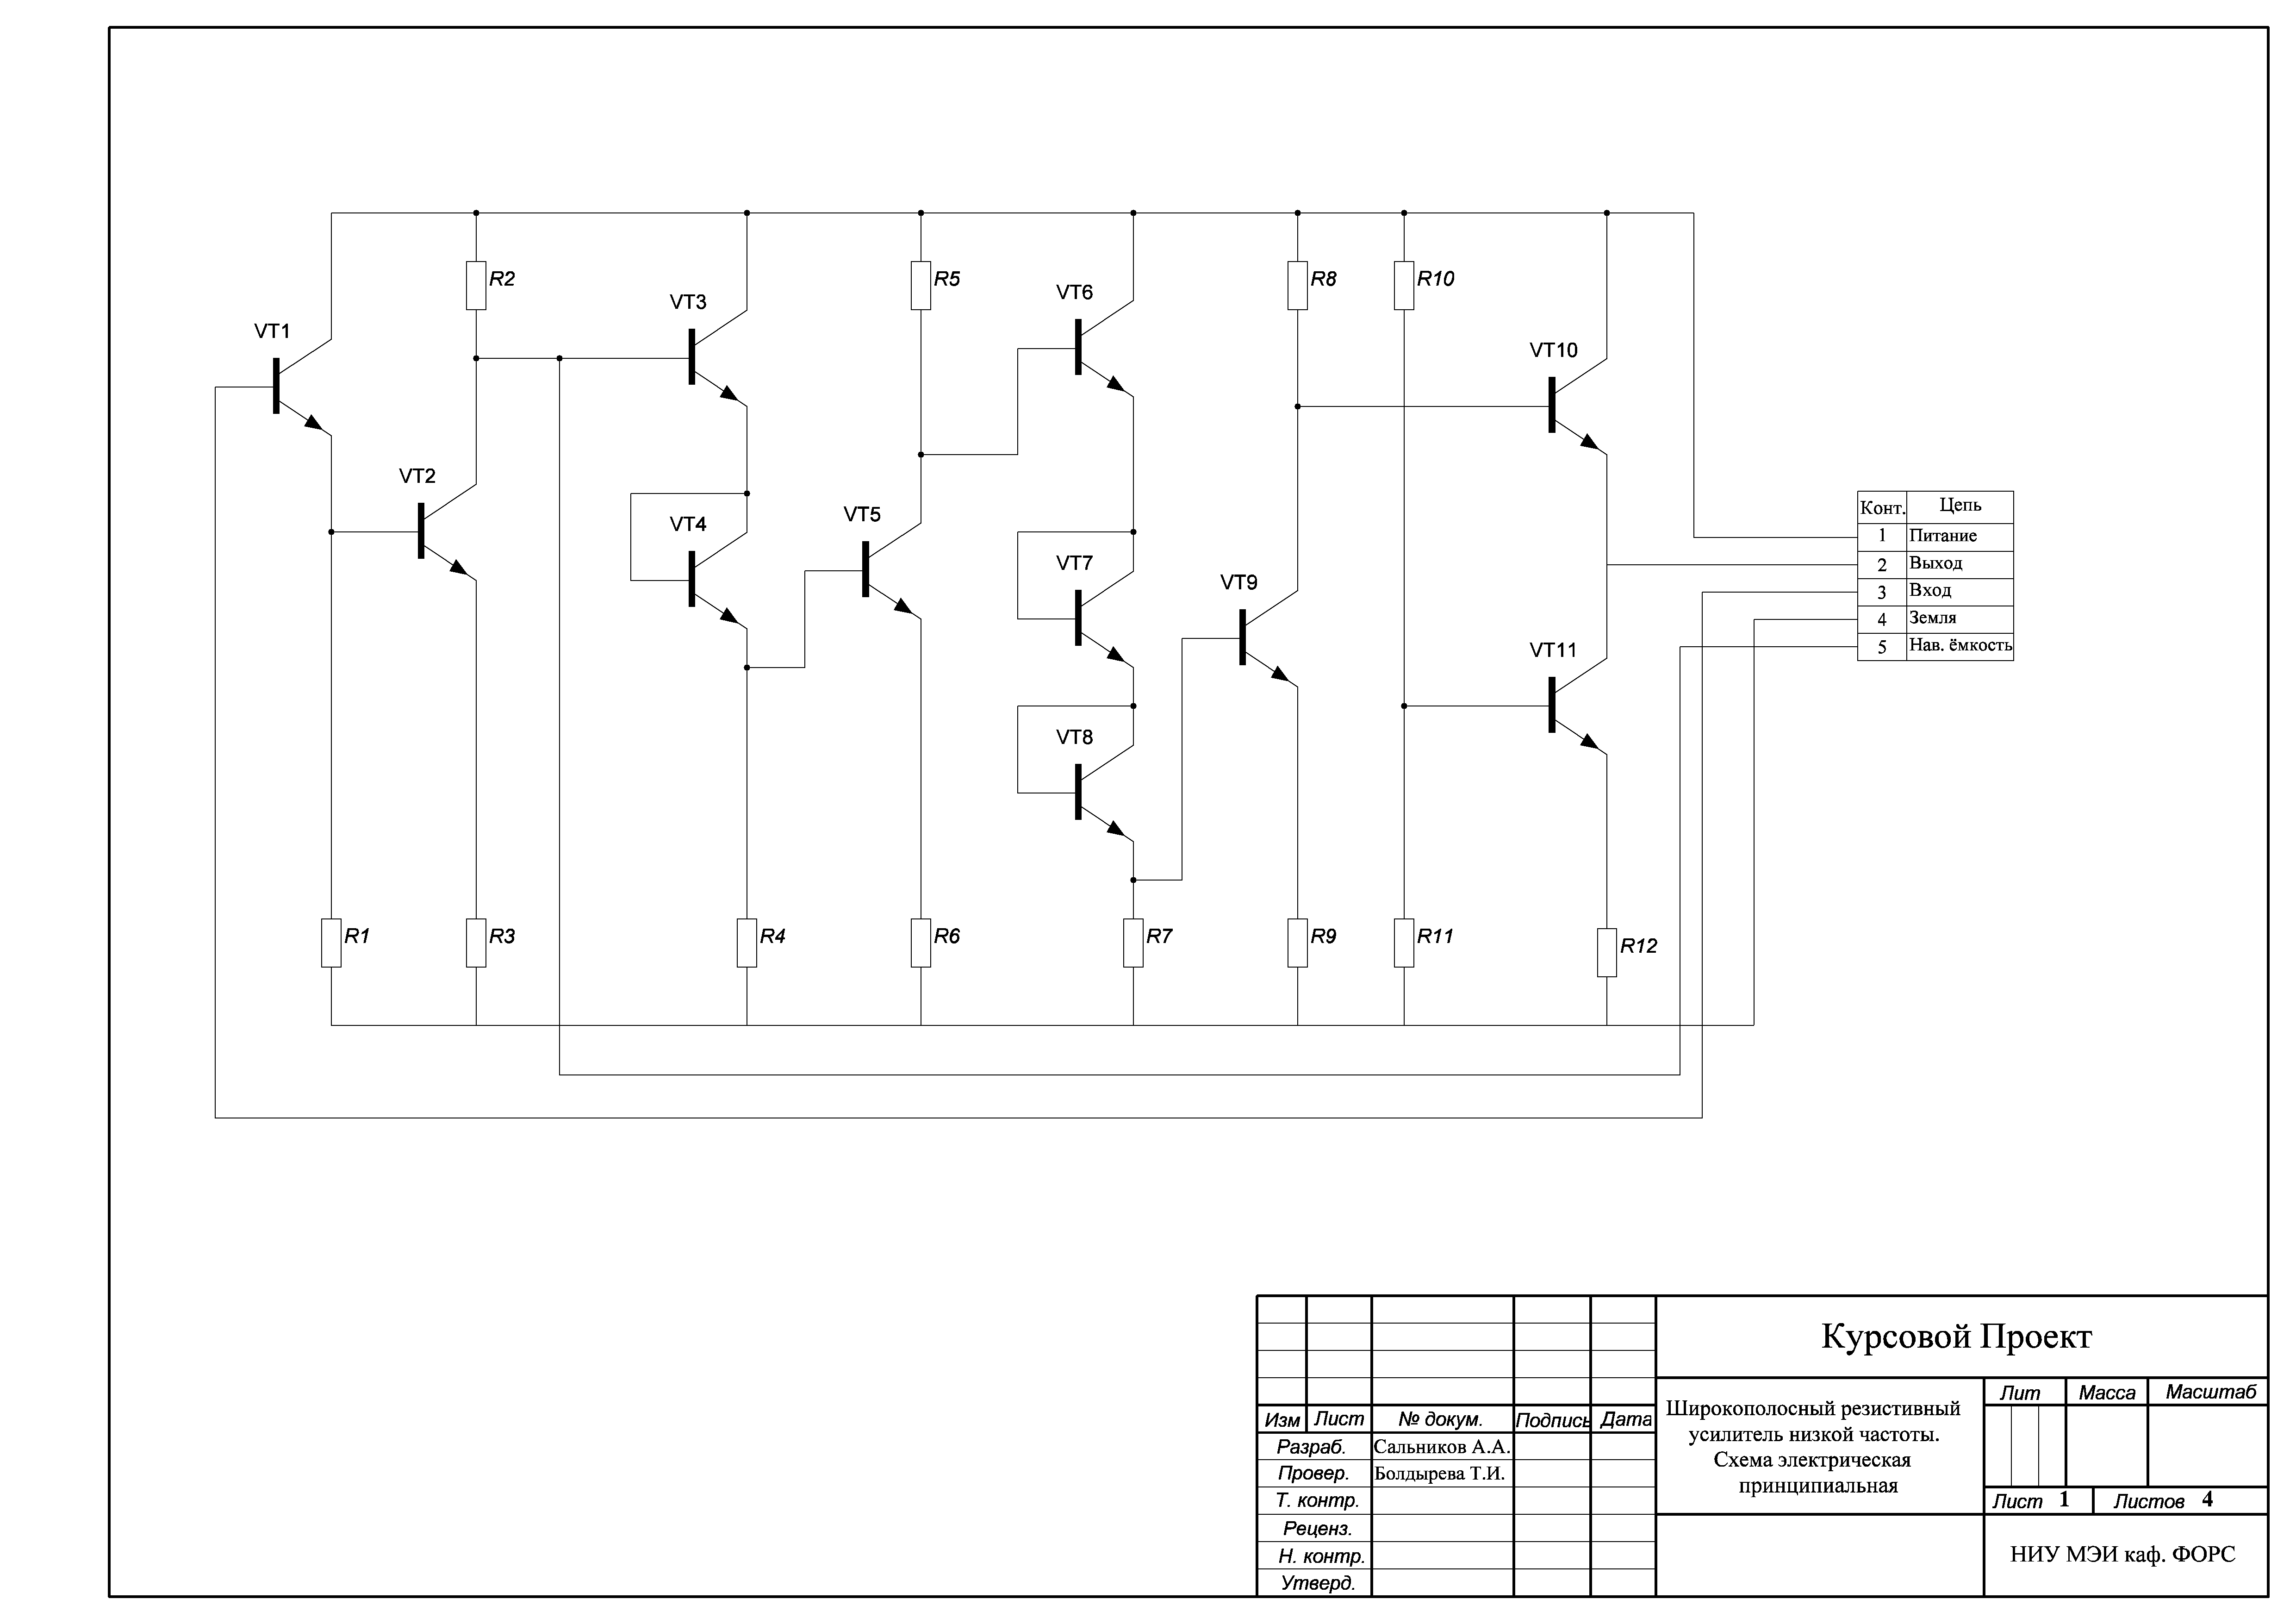 R2
R5
R8
R10
VT3
VT6
VT1
VT10
VT2
VT4
VT5
VT7
VT9
VT11
VT8
Конт. Цепь
1 Питание
2 Выход
3 Вход
4 Земля
5 Нав. ёмкость
R1
R3
R4
R6
R7
R9
R11
R12
Курсовой Проект
Изм Лист № докум. Подпись Дата
Разраб. Сальников А.А.
Провер. Болдырева Т.И.
Т. контр.
Реценз.
Н. контр.
Утверд.
Широкополосный резистивный
усилитель низкой частоты.
Схема электрическая
принципиальная
Лит Масса Масштаб
Лист 1 Листов 4
НИУ МЭИ каф. ФОРС